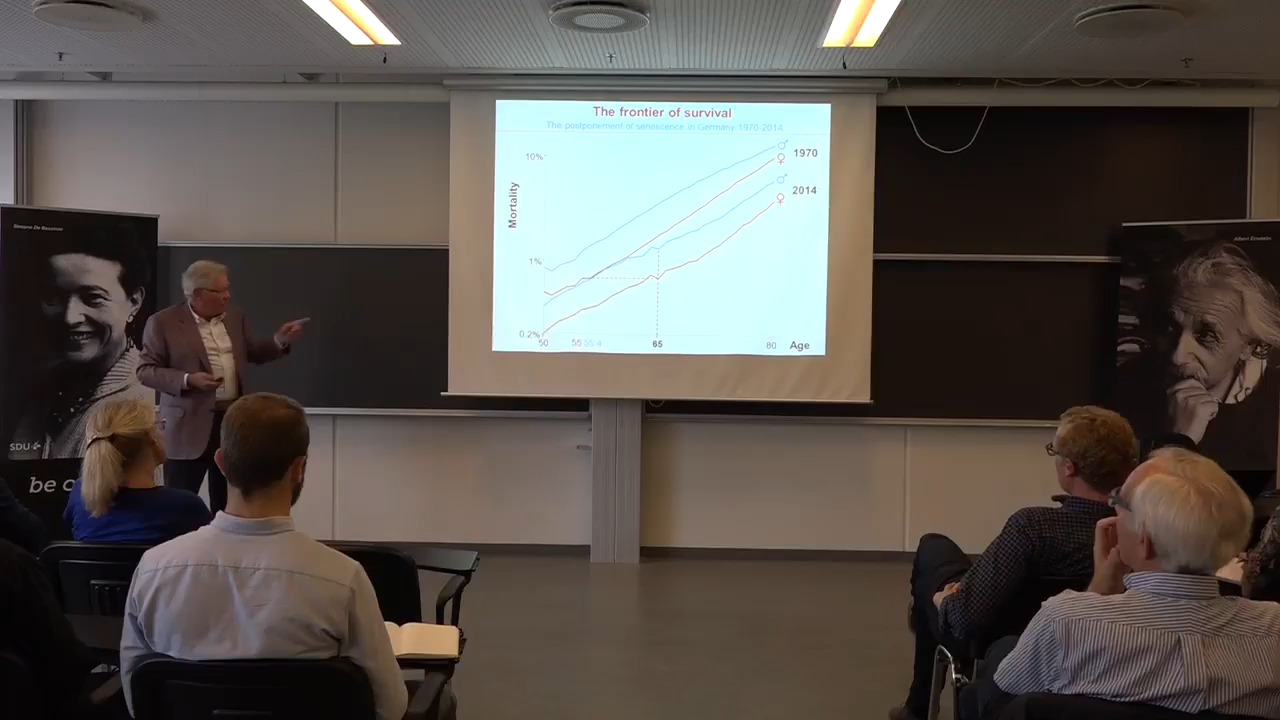 The frontier of survival
The postponement of senescence in Germany 1970-2014
10%
1970
2014
Mortality
1%
0.2%
50
55
65
80
Age
Simone De Beauvoir
SDU
be
Albert Einstein